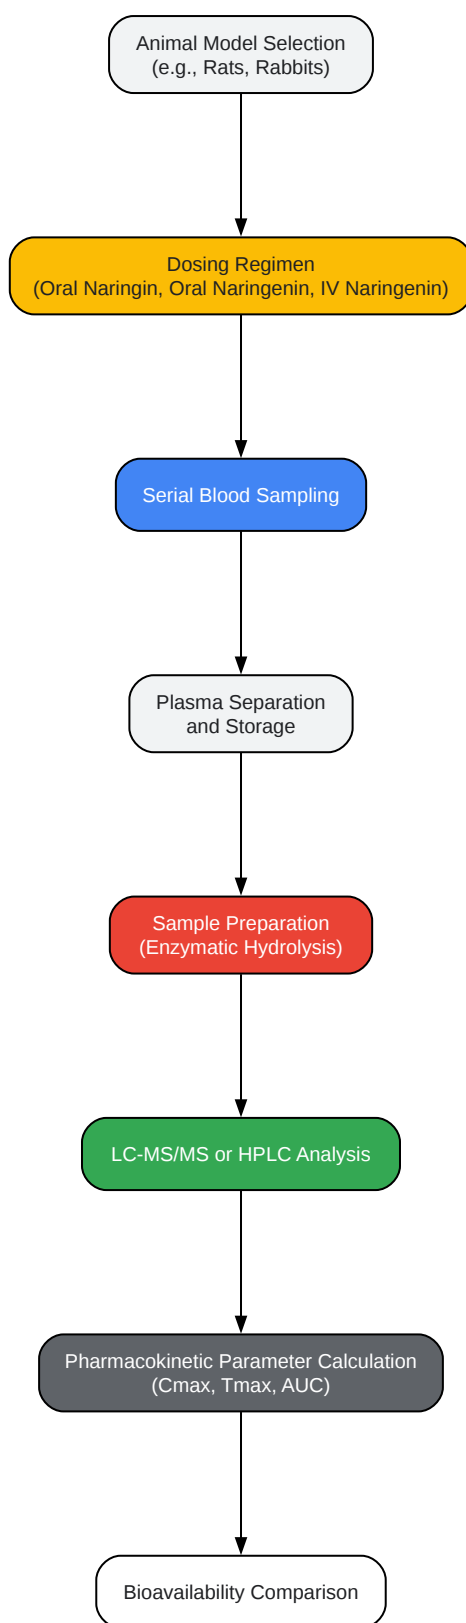 Animal Model Selection
(e.g., Rats, Rabbits)
Dosing Regimen
(Oral Naringin, Oral Naringenin, IV Naringenin)
Serial Blood Sampling
Plasma Separation
and Storage
Sample Preparation
(Enzymatic Hydrolysis)
LC-MS/MS or HPLC Analysis
Pharmacokinetic Parameter Calculation
(Cmax, Tmax, AUC)
Bioavailability Comparison